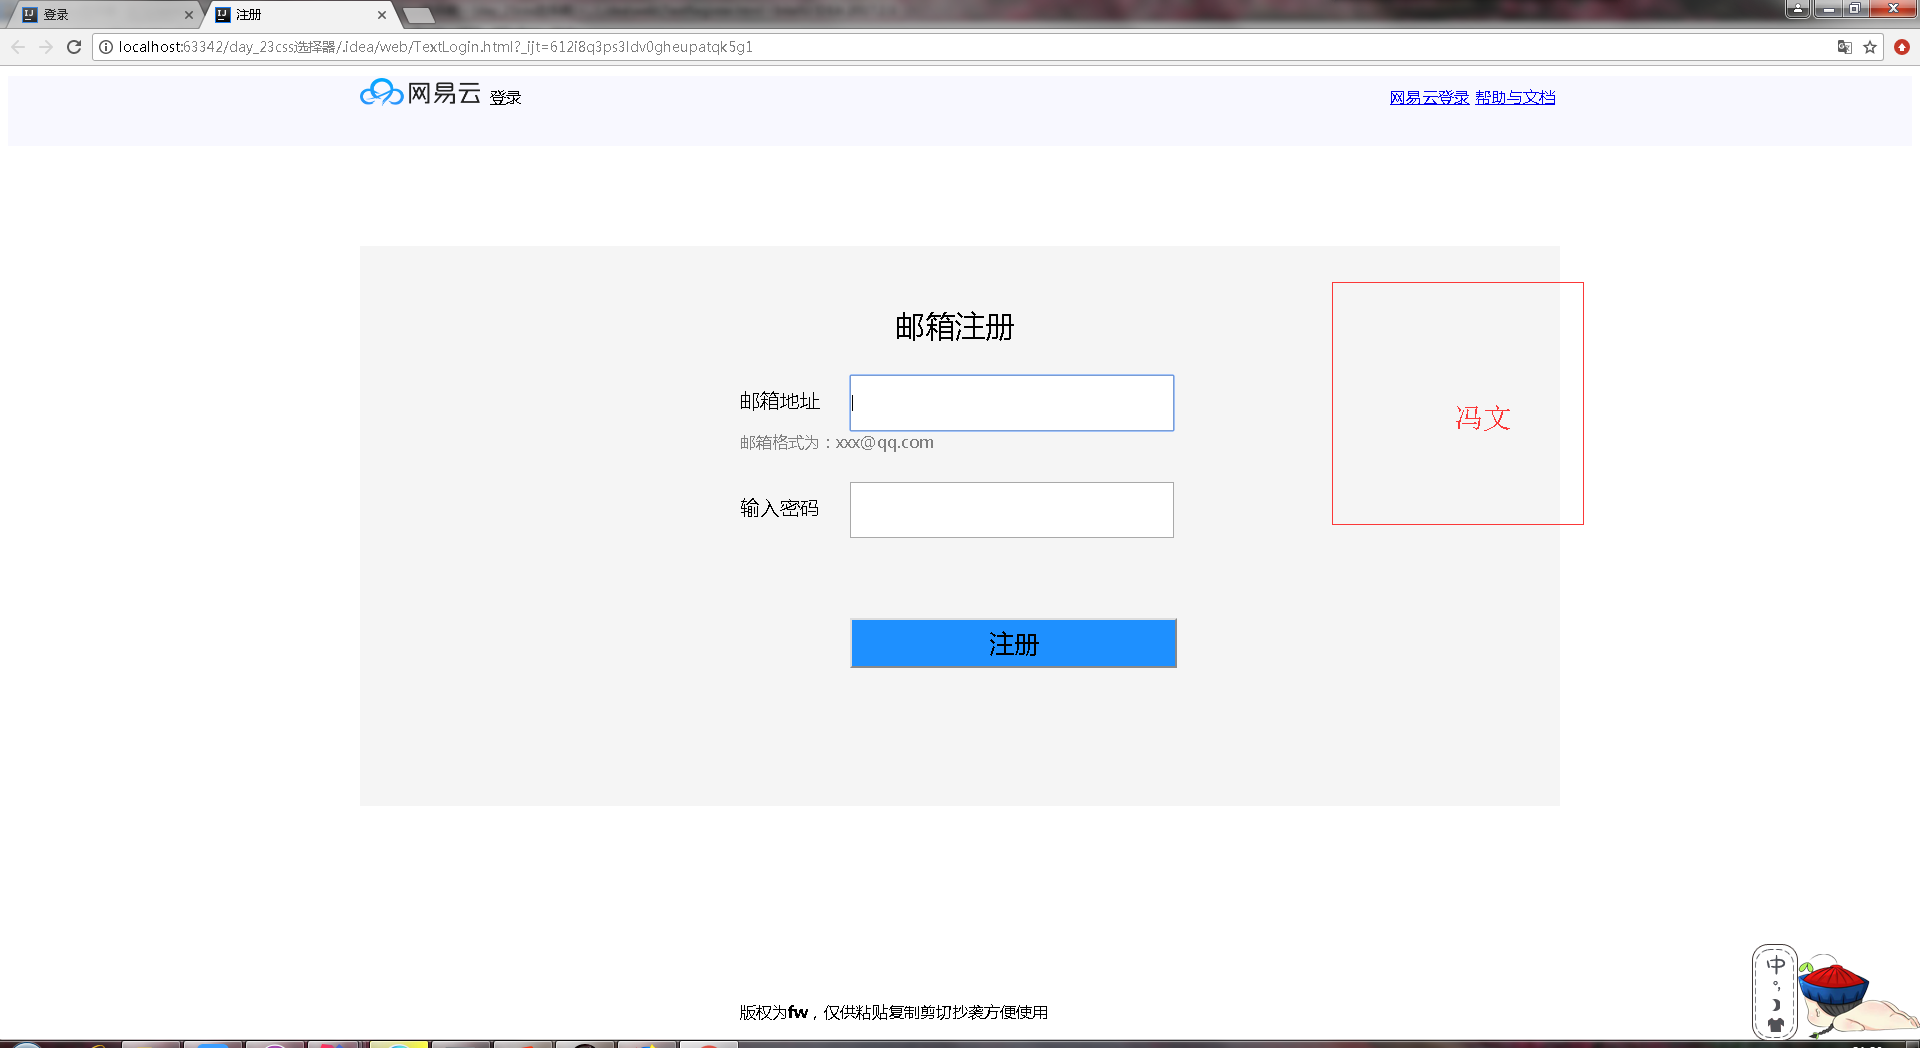 登录
注册
localhost:63342/day_23css选择器/.idea/web/TextLogin.html?_ijt=612i8q3ps3ldv0gheupatqk5g1
网易云 登录
网易云登录 帮助与文档
邮箱注册
邮箱地址
邮箱格式为：xxx@qq.com
冯文
输入密码
注册
中
版权为fw，仅供粘贴复制剪切抄袭方便使用